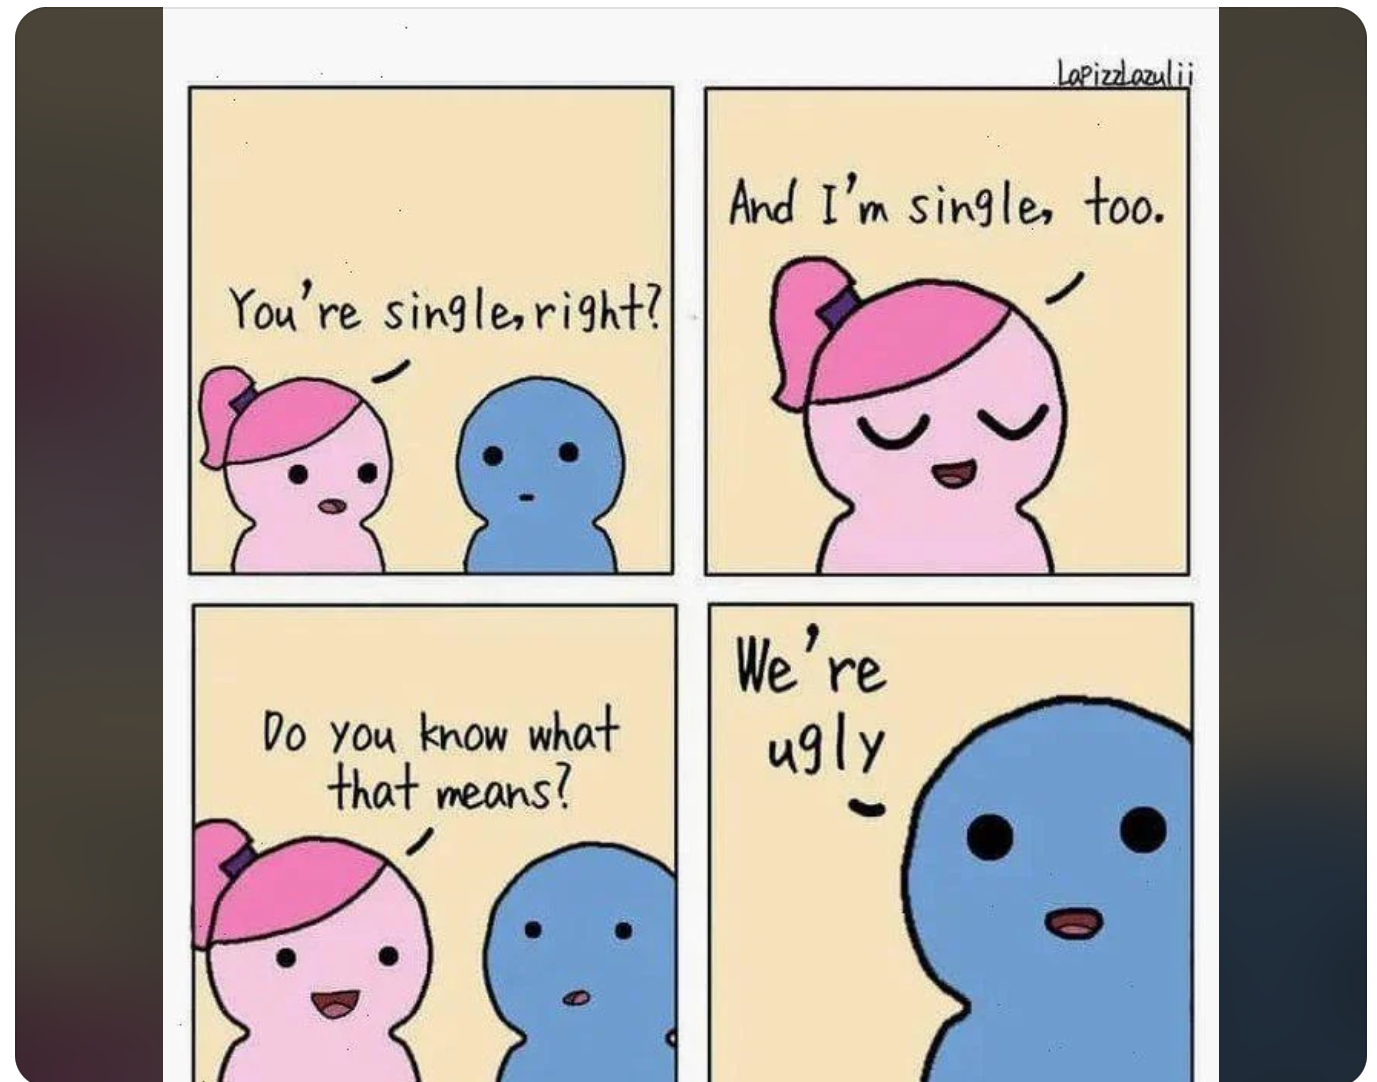 LaPizzLazulii
You're single, right?
And I'm single, too.
Do you know what
that means?
We're
ugly